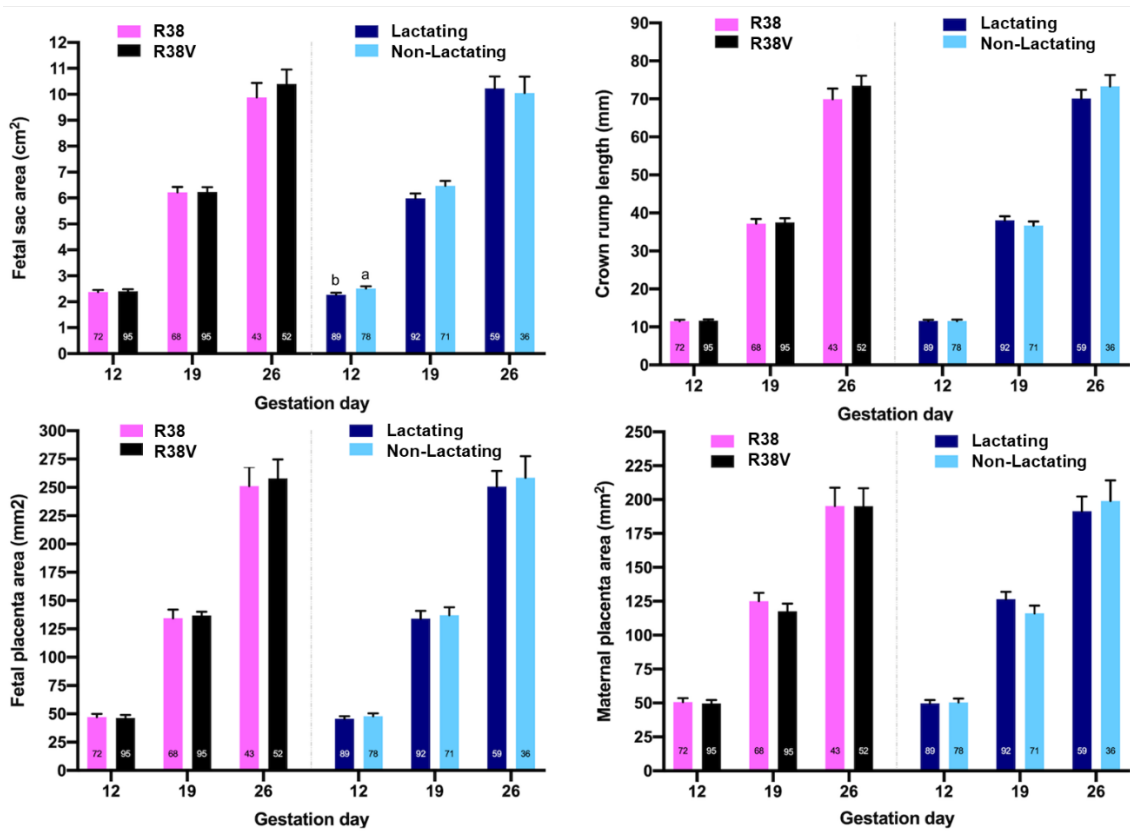 R38
R38V
Lactating
Non-Lactating
Fetal sac area (cm²)
12
11
10
9
8
7
6
5
4
3
2
1
0
b
a
72 95 68 95 43 52 89 78 92 71 59 36
12 19 26 12 19 26
Gestation day
R38
R38V
Lactating
Non-Lactating
Crown rump length (mm)
90
80
70
60
50
40
30
20
10
0
72 95 68 95 43 52 89 78 92 71 59 36
12 19 26 12 19 26
Gestation day
R38
R38V
Lactating
Non-Lactating
Fetal placenta area (mm2)
300
275
250
225
200
175
150
125
100
75
50
25
0
72 95 68 95 43 52 89 78 92 71 59 36
12 19 26 12 19 26
Gestation day
R38
R38V
Lactating
Non-Lactating
Maternal placenta area (mm²)
250
225
200
175
150
125
100
75
50
25
0
72 95 68 95 43 52 89 78 92 71 59 36
12 19 26 12 19 26
Gestation day